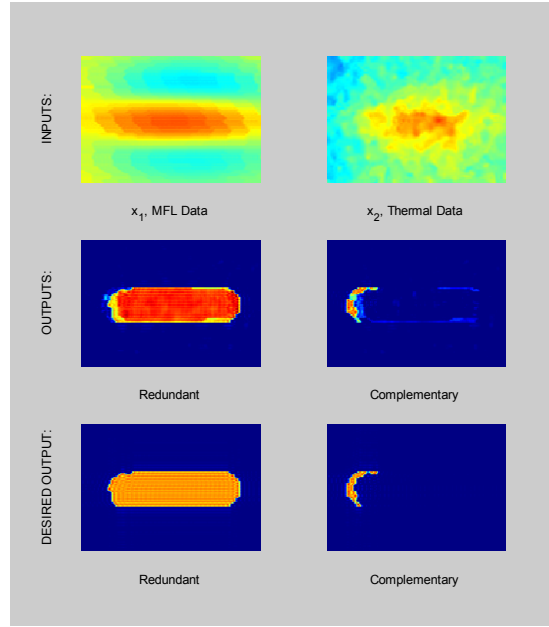 INPUTS:
x1, MFL Data
x2, Thermal Data
OUTPUTS:
Redundant
Complementary
DESIRED OUTPUT:
Redundant
Complementary